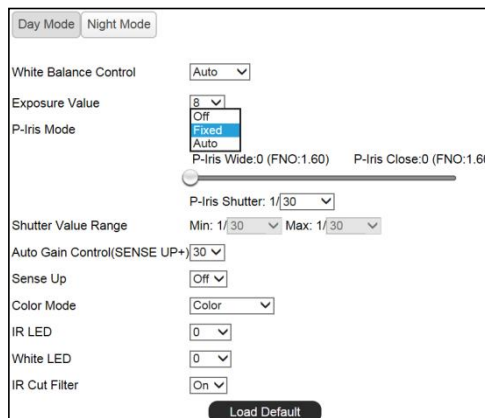 Day Mode Night Mode
White Balance Control Auto
Exposure Value 8
Off
P-Iris Mode Fixed
Auto
P-Iris Wide:0 (FNO:1.60) P-Iris Close:0 (FNO:1.60
P-Iris Shutter: 1/ 30
Shutter Value Range Min: 1/ 30 Max: 1/ 30
Auto Gain Control(SENSE UP+) 30
Sense Up Off
Color Mode Color
IR LED 0
White LED 0
IR Cut Filter On
Load Default